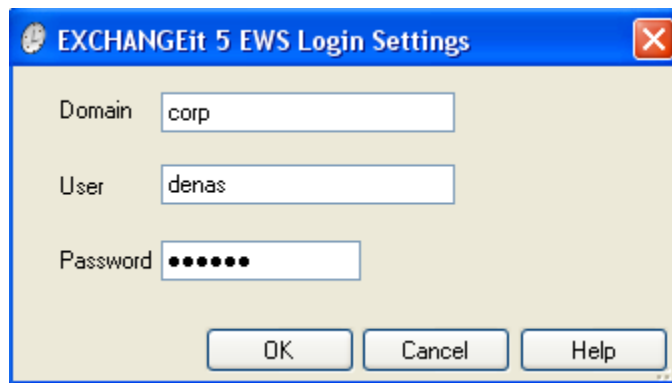 EXCHANGEit 5 EWS Login Settings
Domain corp
User denas
Password ••••••
OK Cancel Help